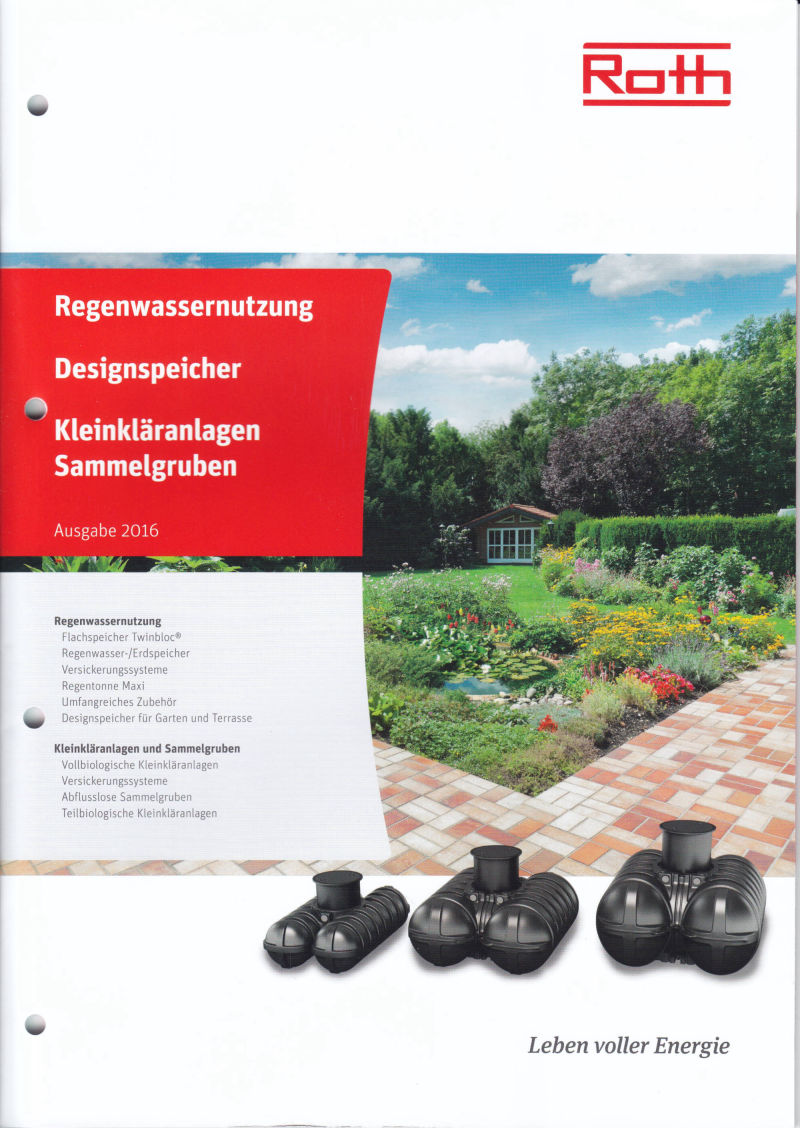 Roth
Regenwassernutzung
Designspeicher
Kleinkläranlagen
Sammelgruben
Ausgabe 2016
Regenwassernutzung
Flachspeicher Twinbloc®
Regenwasser-/Erdspeicher
Versickerungssysteme
Regentonne Maxi
Umfangreiches Zubehör
Designspeicher für Garten und Terrasse
Kleinkläranlagen und Sammelgruben
Vollbiologische Kleinkläranlagen
Versickerungssysteme
Abflusslose Sammelgruben
Teilbiologische Kleinkläranlagen
Leben voller Energie